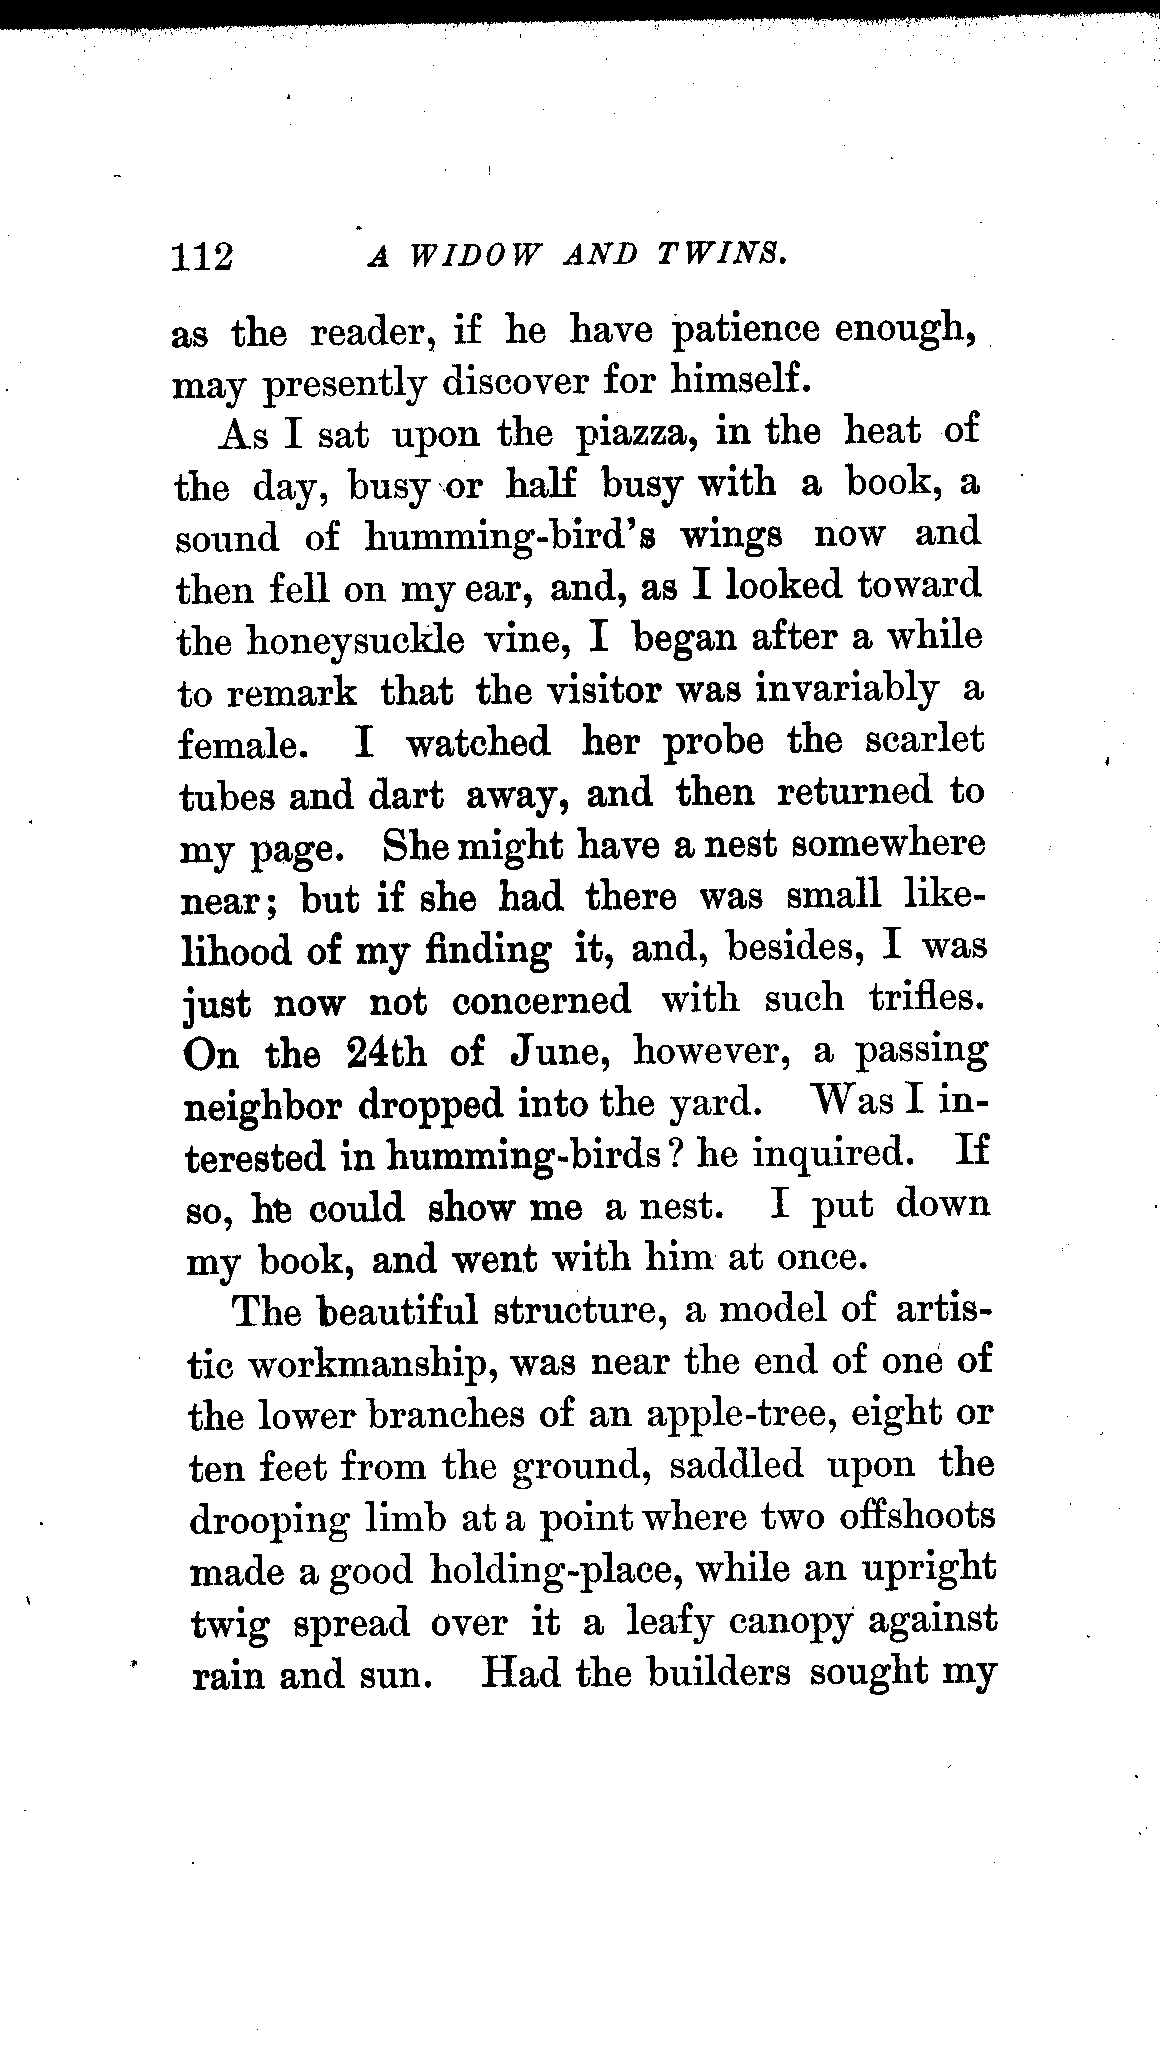 112 A WIDOW AND TWINS.
as the reader, if he have patience enough,
may presently discover for himself.
As I sat upon the piazza, in the heat of
the day, busy or half busy with a book, a
sound of humming-bird's wings now and
then fell on my ear, and, as I looked toward
the honeysuckle vine, I began after a while
to remark that the visitor was invariably a
female. I watched her probe the scarlet
tubes and dart away, and then returned to
my page. She might have a nest somewhere
near; but if she had there was small like-
lihood of my finding it, and, besides, I was
just now not concerned with such trifles.
On the 24th of June, however, a passing
neighbor dropped into the yard. Was I in-
terested in humming-birds? he inquired. If
so, he could show me a nest. I put down
my book, and went with him at once.
The beautiful structure, a model of artis-
tic workmanship, was near the end of one of
the lower branches of an apple-tree, eight or
ten feet from the ground, saddled upon the
drooping limb at a point where two offshoots
made a good holding-place, while an upright
twig spread over it a leafy canopy against
rain and sun. Had the builders sought my